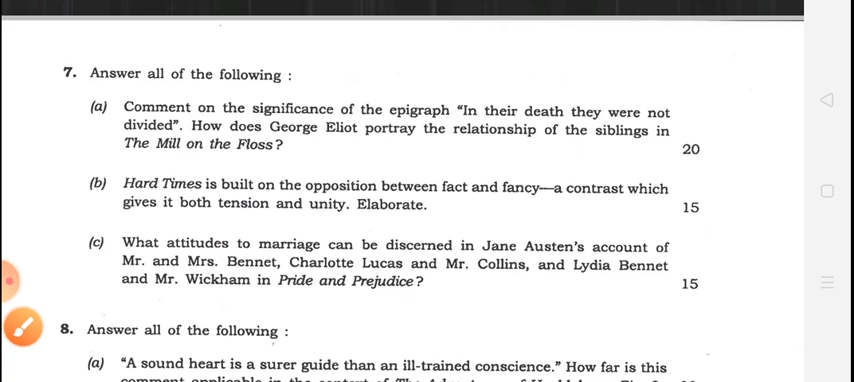 7. Answer all of the following :
(a) Comment on the significance of the epigraph “In their death they were not
divided”. How does George Eliot portray the relationship of the siblings in
The Mill on the Floss ? 20
(b) Hard Times is built on the opposition between fact and fancy—a contrast which
gives it both tension and unity. Elaborate. 15
(c) What attitudes to marriage can be discerned in Jane Austen’s account of
Mr. and Mrs. Bennet, Charlotte Lucas and Mr. Collins, and Lydia Bennet
and Mr. Wickham in Pride and Prejudice ? 15
8. Answer all of the following :
(a) “A sound heart is a surer guide than an ill-trained conscience.” How far is this